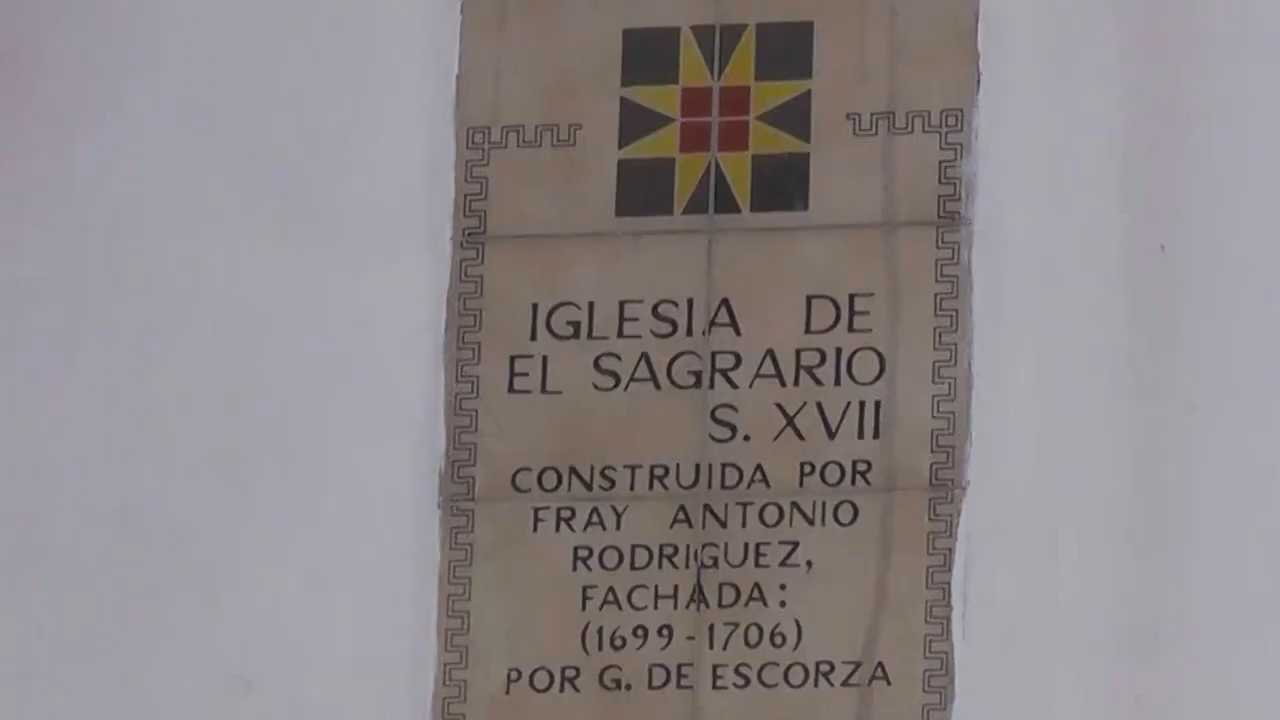 IGLESIA DE
EL SAGRARIO
S. XVII
CONSTRUIDA POR
FRAY ANTONIO
RODRIGUEZ,
FACHADA:
(1699-1706)
POR G. DE ESCORZA